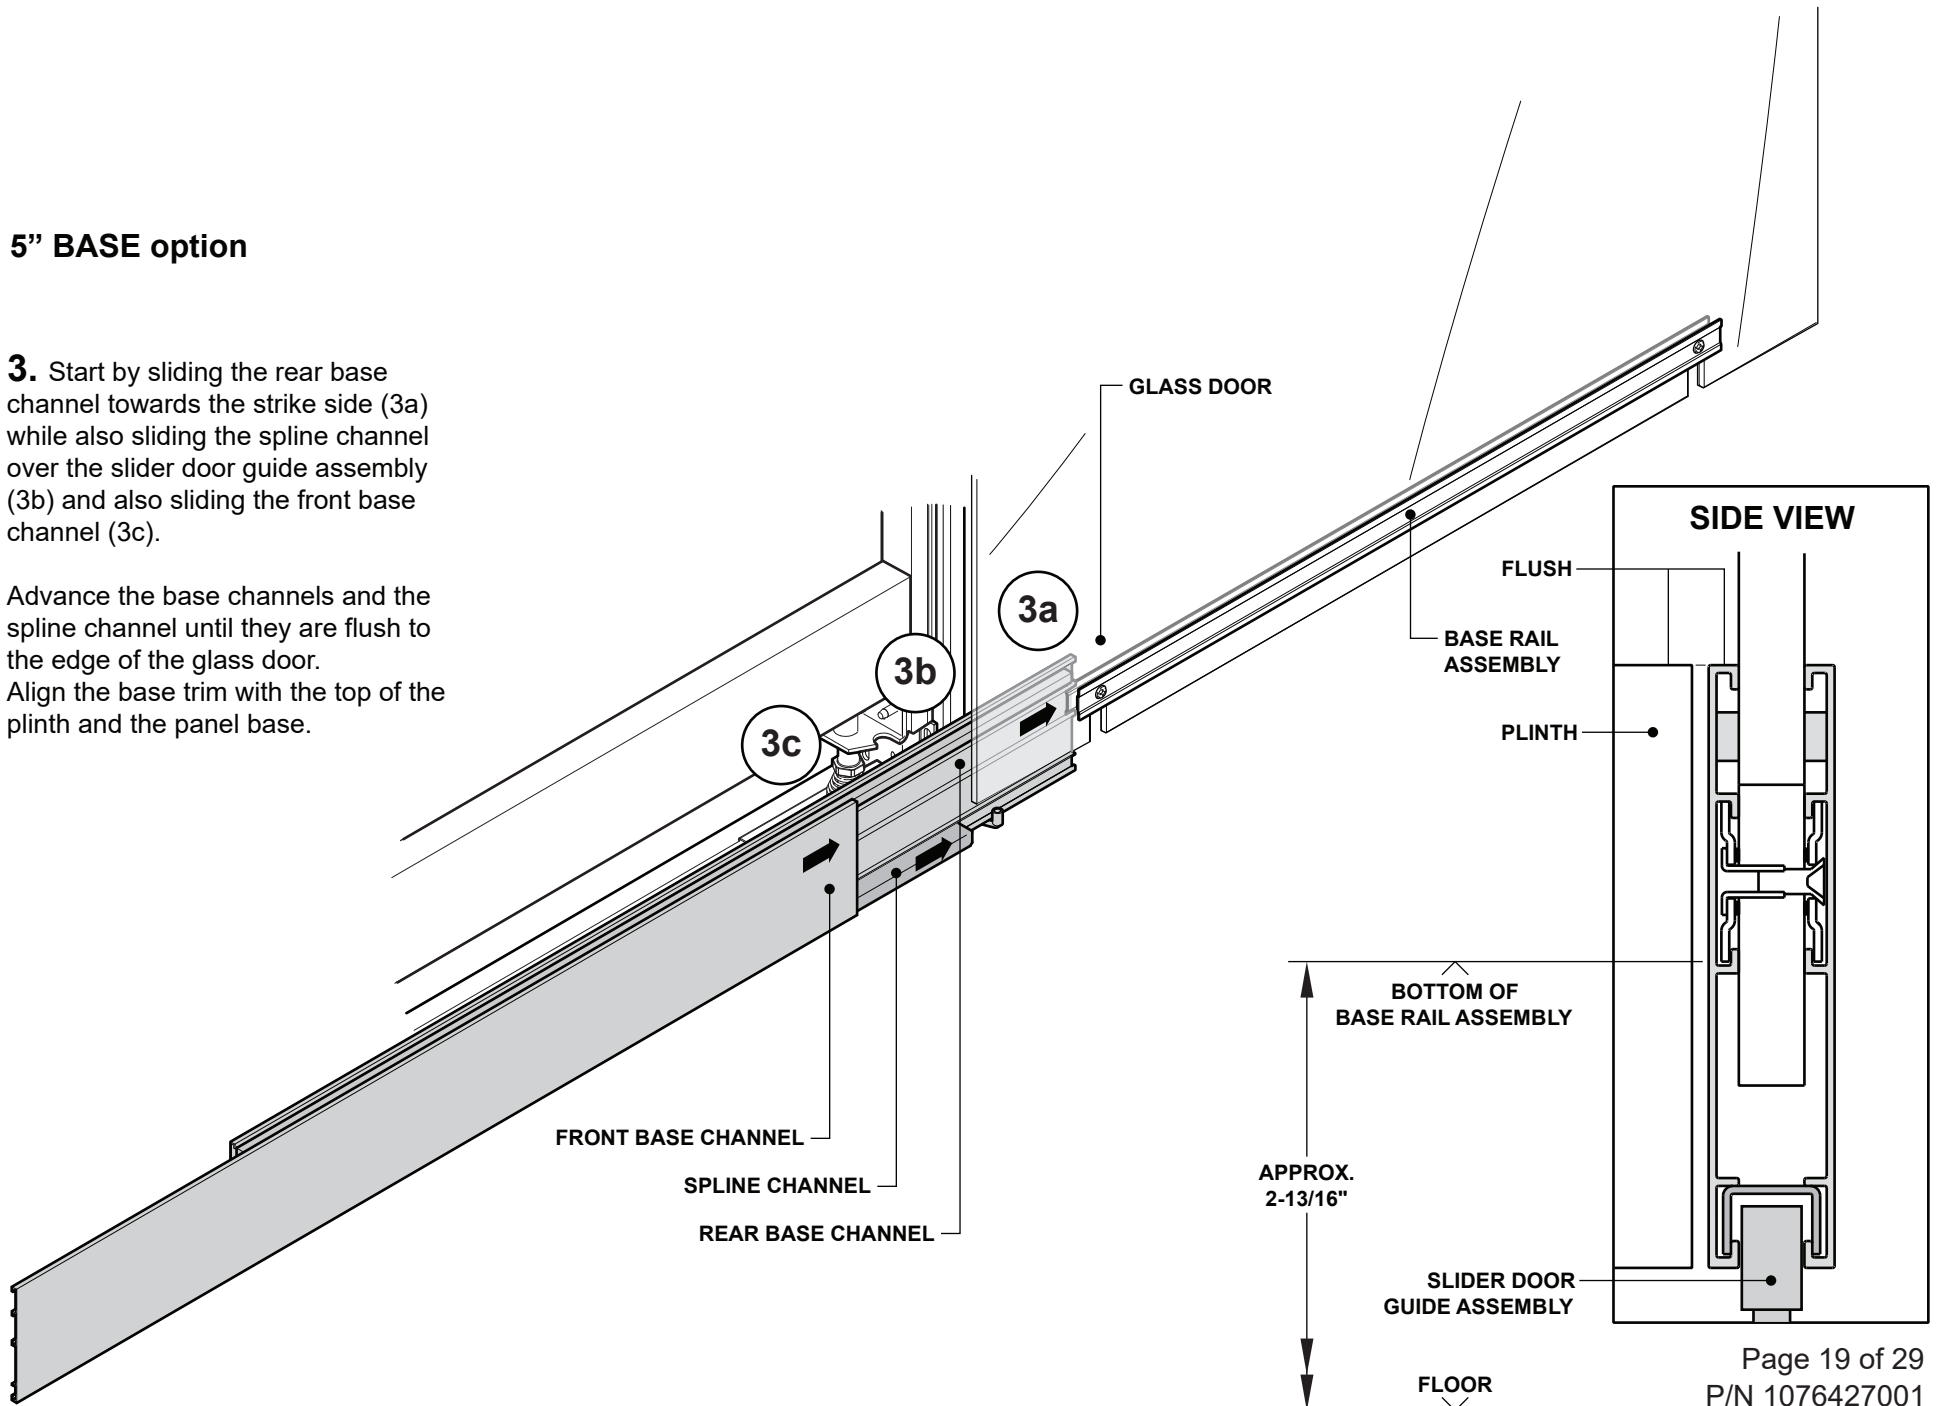 5” BASE option
3. Start by sliding the rear base
channel towards the strike side (3a)
while also sliding the spline channel
over the slider door guide assembly
(3b) and also sliding the front base
channel (3c).
Advance the base channels and the
spline channel until they are flush to
the edge of the glass door.
Align the base trim with the top of the
plinth and the panel base.
GLASS DOOR
3a
3b
3c
BASE RAIL
ASSEMBLY
FRONT BASE CHANNEL
SPLINE CHANNEL
REAR BASE CHANNEL
SIDE VIEW
FLUSH
PLINTH
BOTTOM OF
BASE RAIL ASSEMBLY
APPROX.
2-13/16"
SLIDER DOOR
GUIDE ASSEMBLY
FLOOR
Page 19 of 29
P/N 1076427001